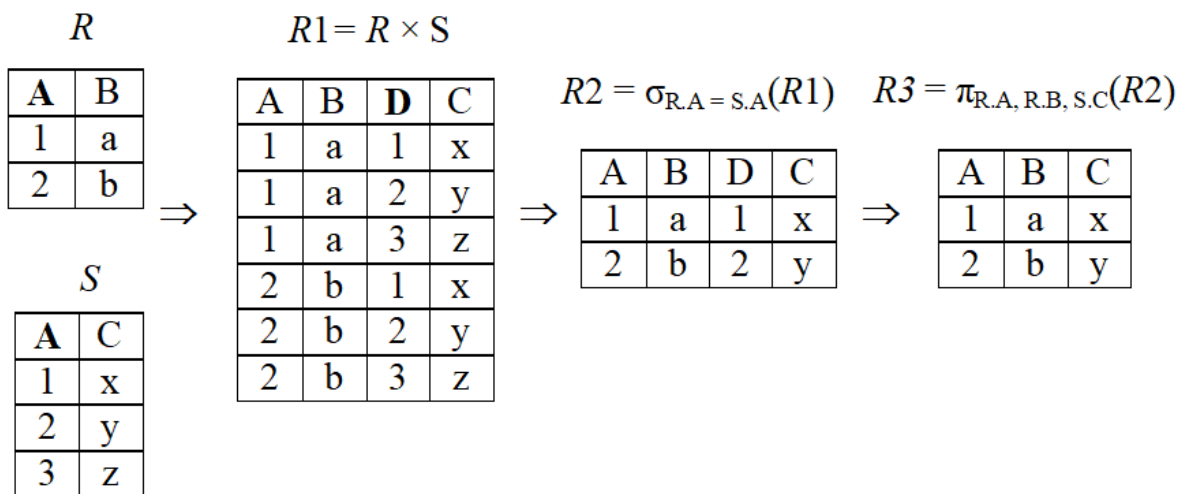 R
A B
1 a
2 b
S
A C
1 x
2 y
3 z
⇒
R1 = R × S
A B D C
1 a 1 x
1 a 2 y
1 a 3 z
2 b 1 x
2 b 2 y
2 b 3 z
⇒
R2 = σR.A = S.A(R1)
A B D C
1 a 1 x
2 b 2 y
⇒
R3 = πR.A, R.B, S.C(R2)
A B C
1 a x
2 b y